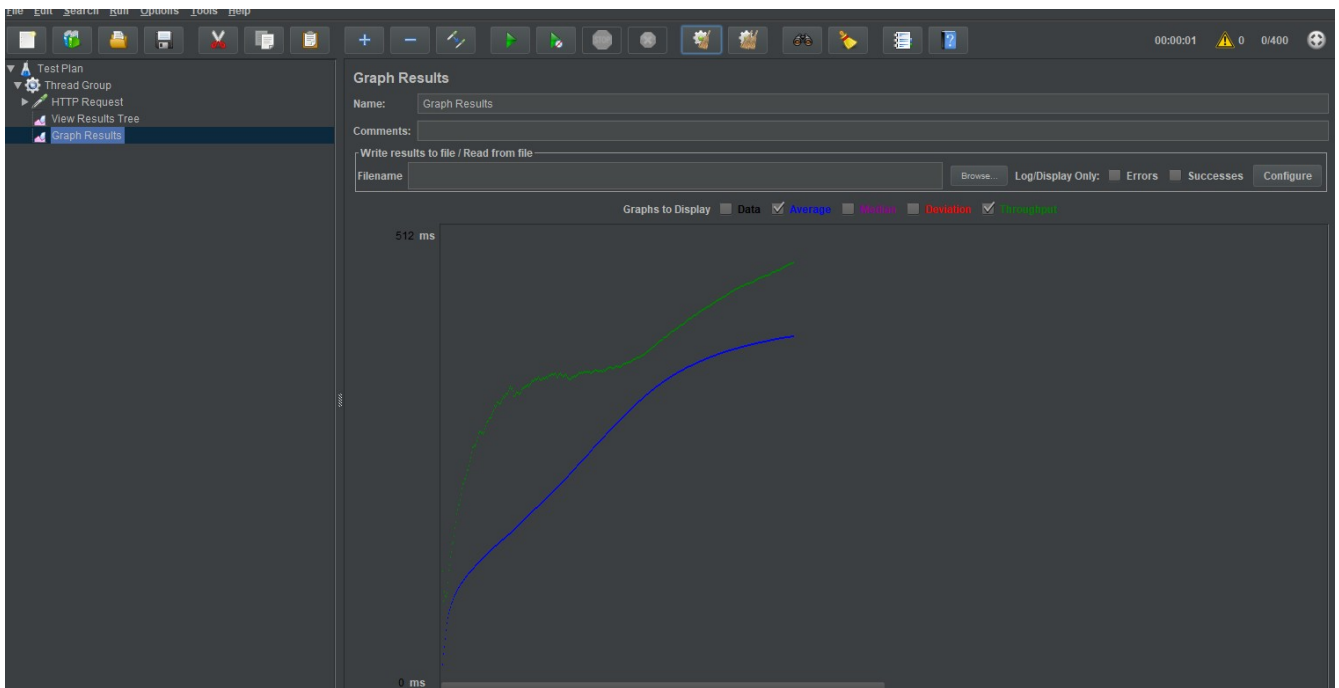 File Edit Search Run Options Tools Help
00:00:01 0 0/400
Test Plan
Thread Group
HTTP Request
View Results Tree
Graph Results
Graph Results
Name: Graph Results
Comments:
Write results to file / Read from file
Filename Browse... Log/Display Only: Errors Successes Configure
Graphs to Display Data Average Median Deviation Throughput
512 ms
0 ms